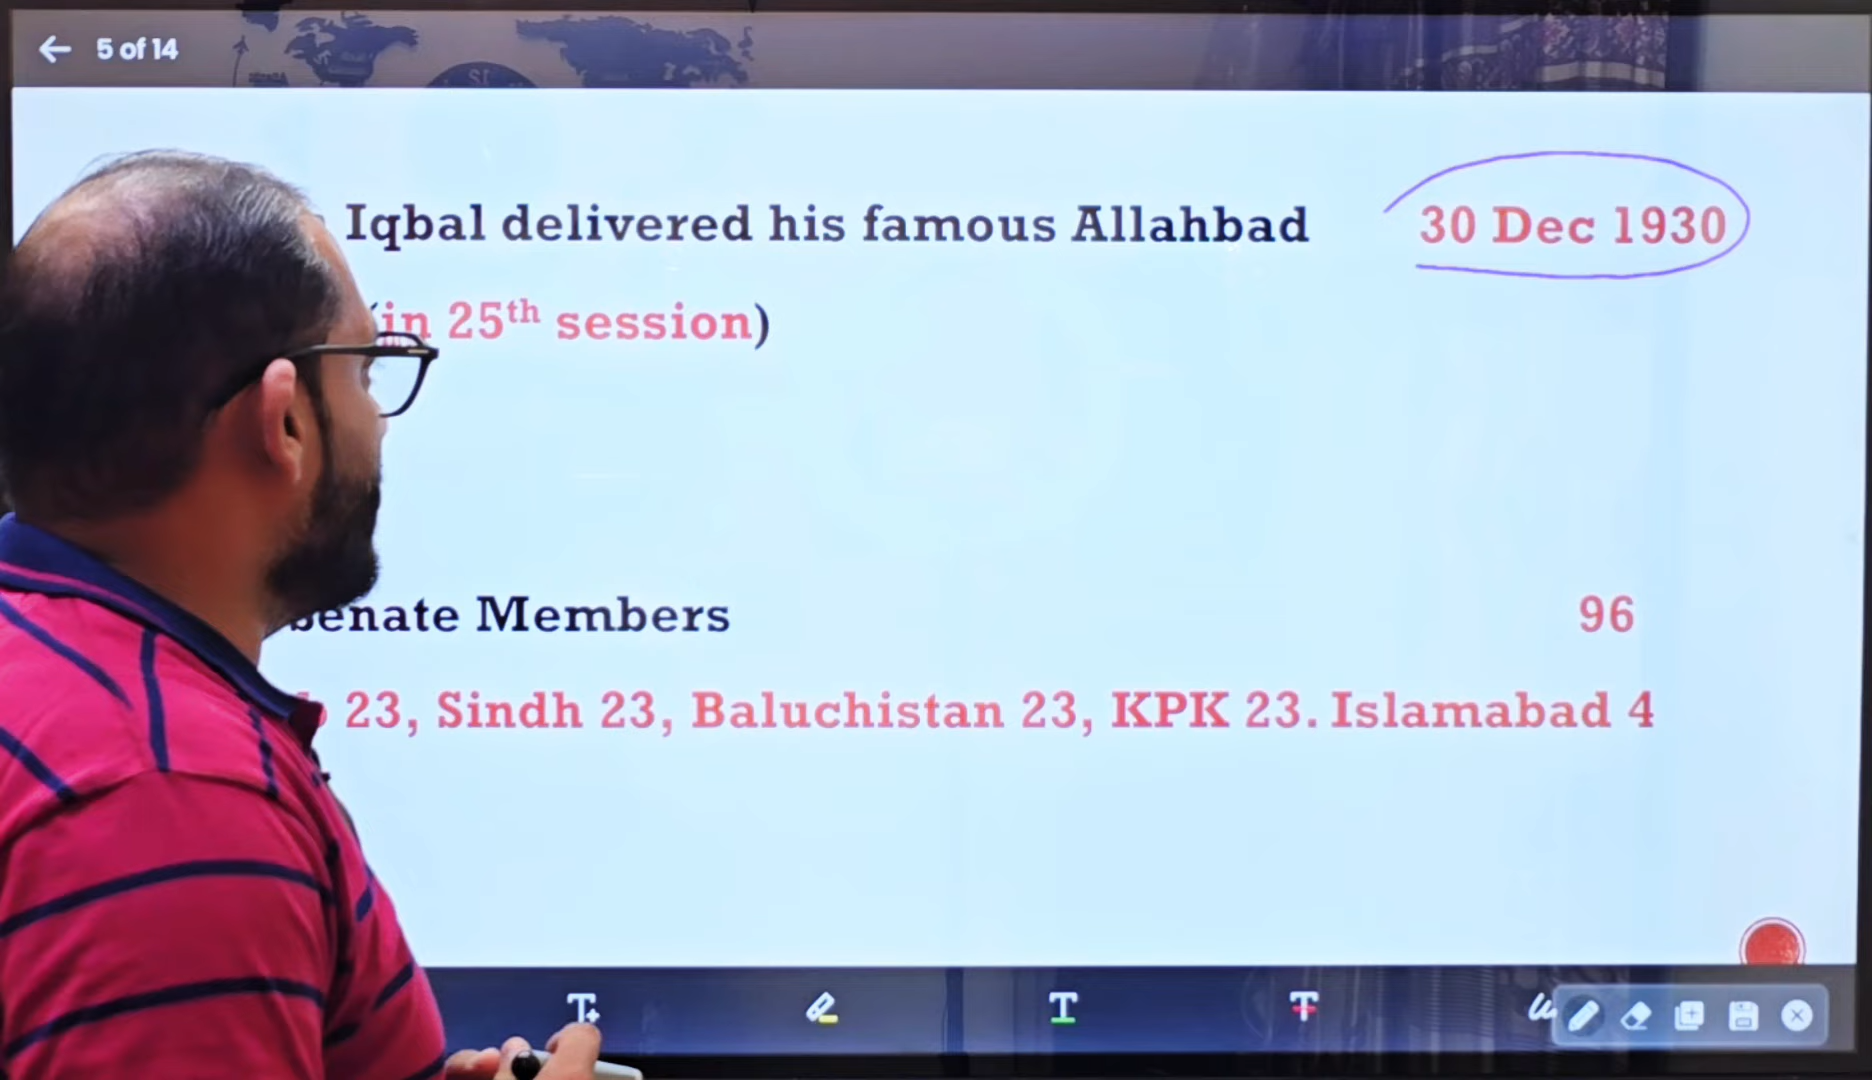 5 of 14
Iqbal delivered his famous Allahbad 30 Dec 1930
(in 25th session)
Senate Members 96
23, Sindh 23, Baluchistan 23, KPK 23. Islamabad 4